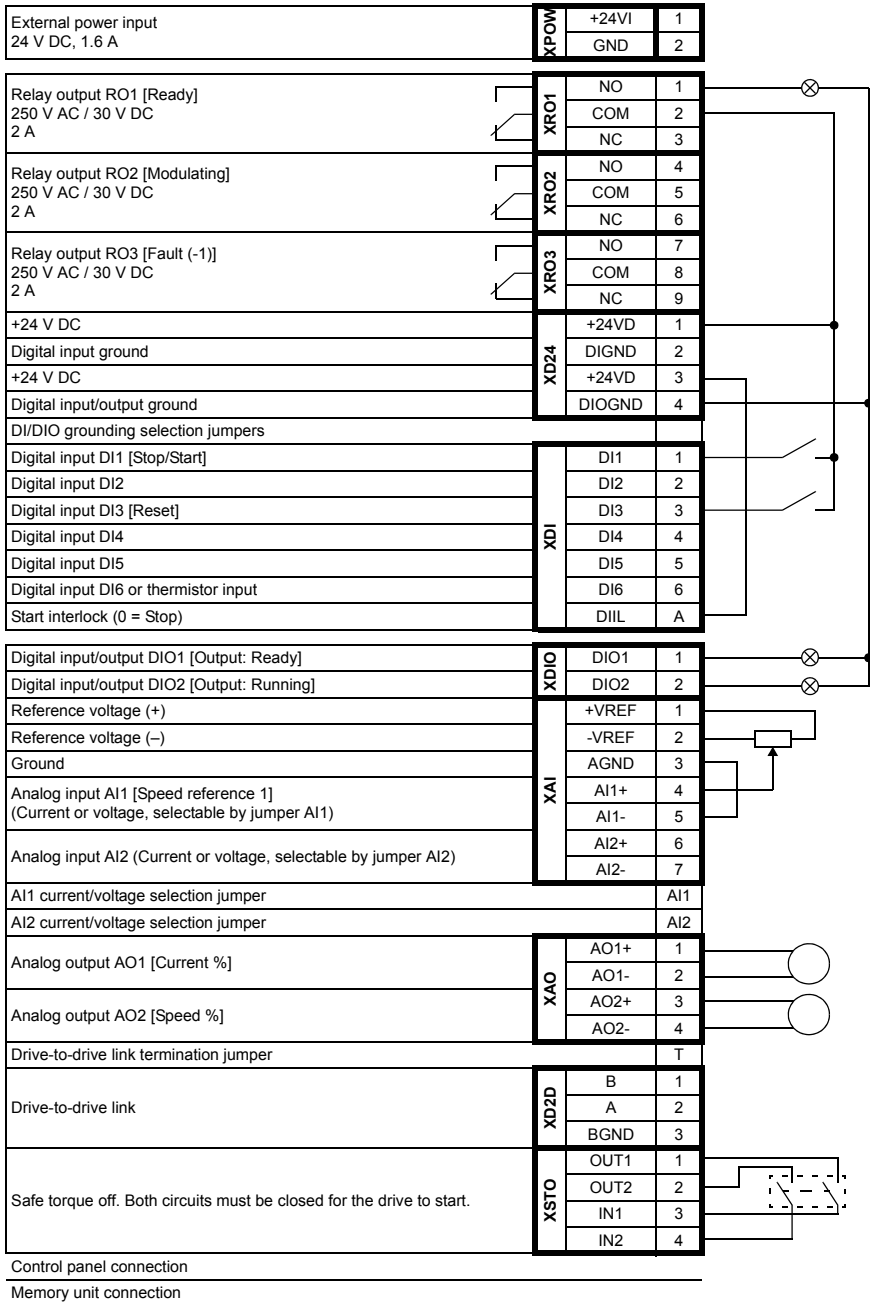 External power input
24 V DC, 1.6 A
XPOW
+24VI 1
GND 2
Relay output RO1 [Ready]
250 V AC / 30 V DC
2 A
XRO1
NO 1
COM 2
NC 3
Relay output RO2 [Modulating]
250 V AC / 30 V DC
2 A
XRO2
NO 4
COM 5
NC 6
Relay output RO3 [Fault (-1)]
250 V AC / 30 V DC
2 A
XRO3
NO 7
COM 8
NC 9
XD24
+24 V DC +24VD 1
Digital input ground DIGND 2
+24 V DC +24VD 3
Digital input/output ground DIOGND 4
DI/DIO grounding selection jumpers
XDI
Digital input DI1 [Stop/Start] DI1 1
Digital input DI2 DI2 2
Digital input DI3 [Reset] DI3 3
Digital input DI4 DI4 4
Digital input DI5 DI5 5
Digital input DI6 or thermistor input DI6 6
Start interlock (0 = Stop) DIIL A
XDIO
Digital input/output DIO1 [Output: Ready] DIO1 1
Digital input/output DIO2 [Output: Running] DIO2 2
XAI
Reference voltage (+) +VREF 1
Reference voltage (–) -VREF 2
Ground AGND 3
Analog input AI1 [Speed reference 1]
(Current or voltage, selectable by jumper AI1)
AI1+ 4
AI1- 5
Analog input AI2 (Current or voltage, selectable by jumper AI2)
AI2+ 6
AI2- 7
AI1 current/voltage selection jumper AI1
AI2 current/voltage selection jumper AI2
XAO
Analog output AO1 [Current %]
AO1+ 1
AO1- 2
Analog output AO2 [Speed %]
AO2+ 3
AO2- 4
Drive-to-drive link termination jumper T
Drive-to-drive link
XD2D
B 1
A 2
BGND 3
Safe torque off. Both circuits must be closed for the drive to start.
XSTO
OUT1 1
OUT2 2
IN1 3
IN2 4
Control panel connection
Memory unit connection